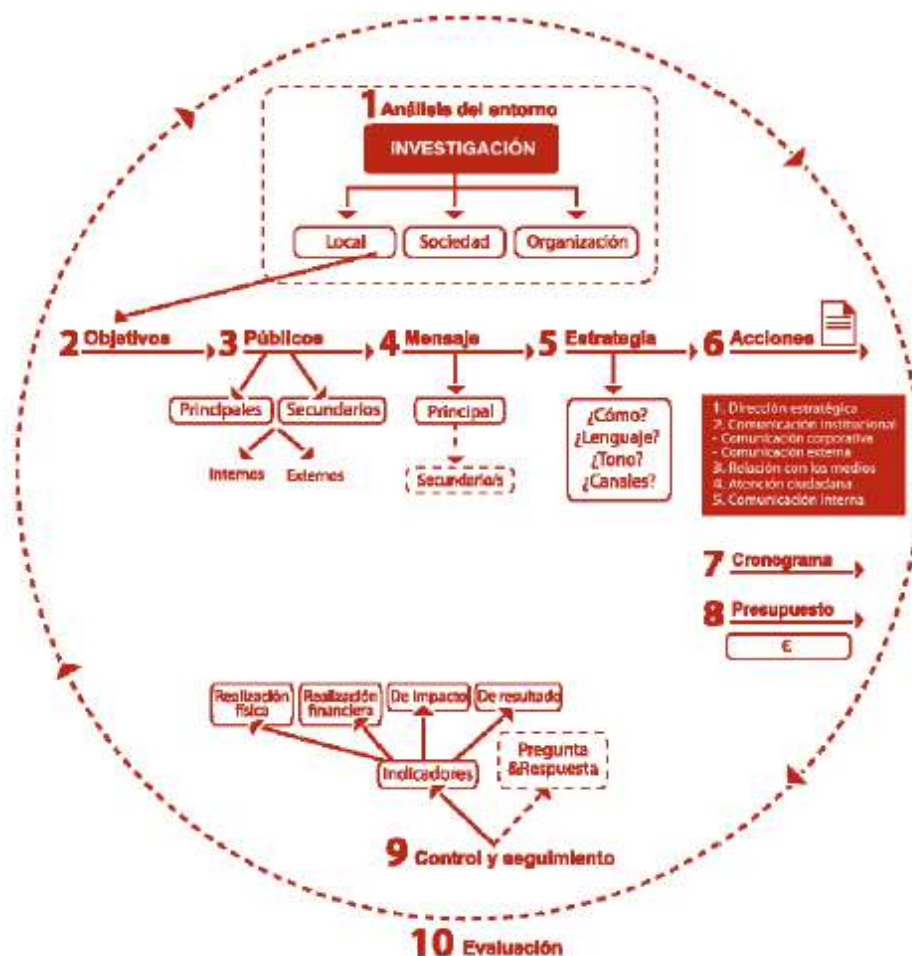 1 Análisis del entorno
INVESTIGACIÓN
Local
Sociedad
Organización
2 Objetivos
3 Públicos
4 Mensaje
5 Estrategia
6 Acciones
Principales
Secundarios
Internos
Externos
Principal
Secundario/s
¿Cómo?
¿Lenguaje?
¿Tono?
¿Canales?
1. Dirección estratégica
2. Comunicación institucional
- Comunicación corporativa
- Comunicación externa
3. Relación con los medios
4. Atención ciudadana
5. Comunicación interna
7 Cronograma
8 Presupuesto
€
Realización
física
Realización
financiera
De impacto
De resultado
Indicadores
Pregunta
&Respuesta
9 Control y seguimiento
10 Evaluación